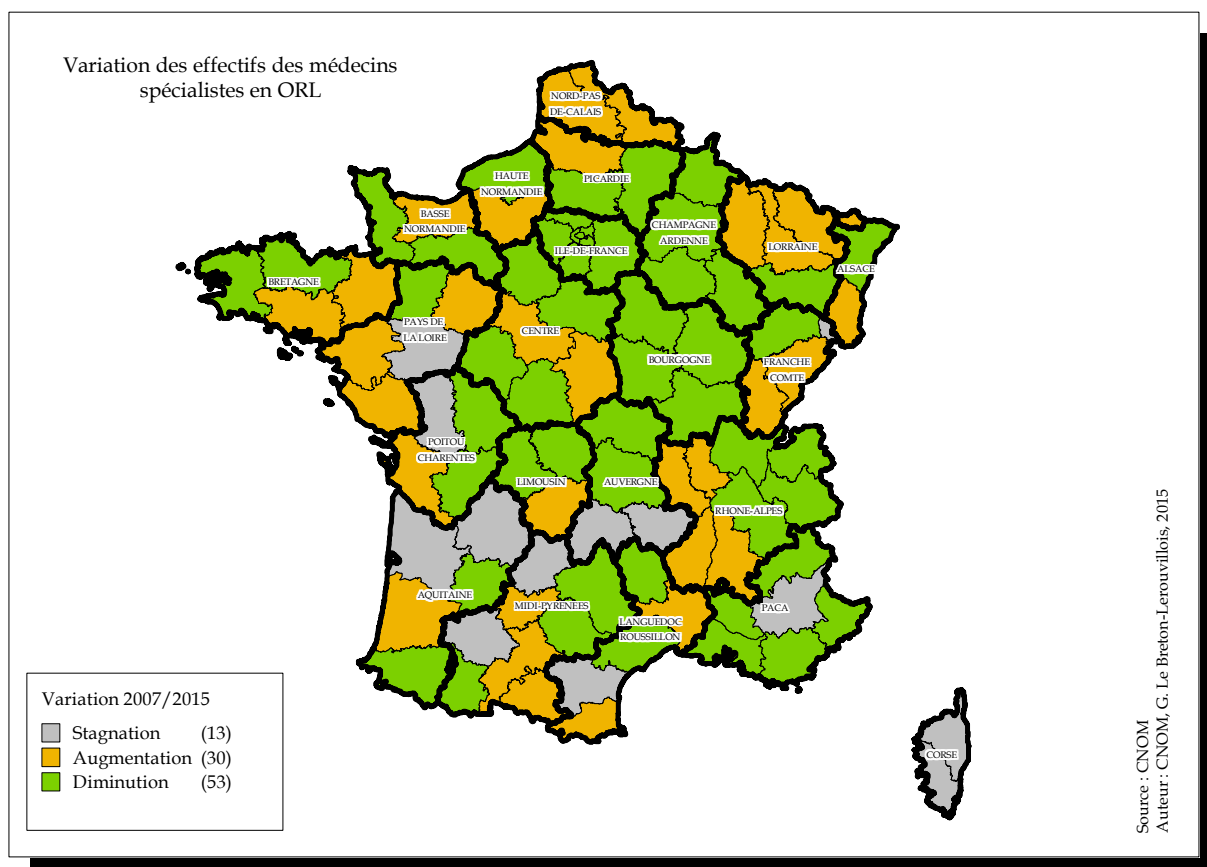 Variation des effectifs des médecins
spécialistes en ORL
NORD-PAS
DE-CALAIS
HAUTE
NORMANDIE
PICARDIE
BASSE
NORMANDIE
ILE-DE-FRANCE
CHAMPAGNE
ARDENNE
LORRAINE
ALSACE
BRETAGNE
PAYS DE
LA LOIRE
CENTRE
BOURGOGNE
FRANCHE
COMTE
POITOU
CHARENTES
LIMOUSIN
AUVERGNE
RHONE-ALPES
AQUITAINE
MIDI-PYRENEES
LANGUEDOC
ROUSSILLON
PACA
CORSE
Variation 2007/2015
Stagnation (13)
Augmentation (30)
Diminution (53)
Source : CNOM
Auteur : CNOM, G. Le Breton-Lerouvillois, 2015